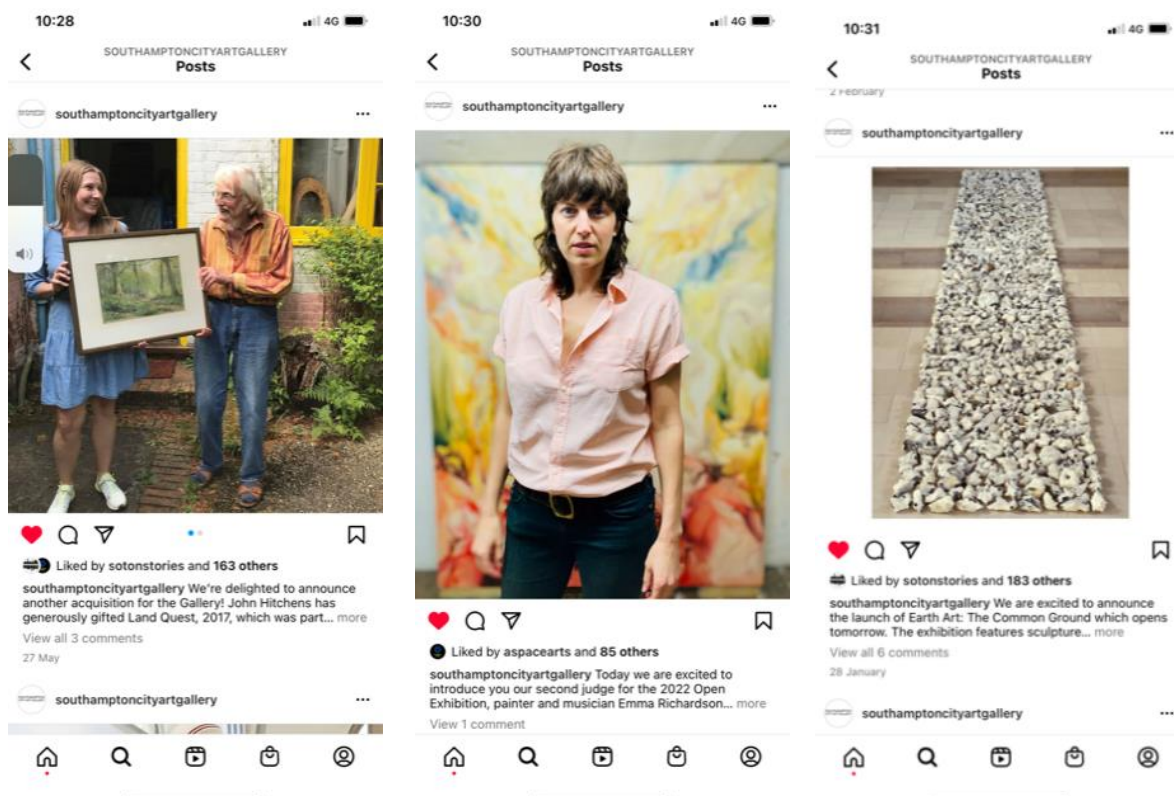 10:28
4G
SOUTHAMPTONCITYARTGALLERY
Posts
southamptoncityartgallery
Liked by sotonstories and 163 others
southamptoncityartgallery We're delighted to announce
another acquisition for the Gallery! John Hitchens has
generously gifted Land Quest, 2017, which was part... more
View all 3 comments
27 May
southamptoncityartgallery
10:30
4G
SOUTHAMPTONCITYARTGALLERY
Posts
southamptoncityartgallery
Liked by aspacearts and 85 others
southamptoncityartgallery Today we are excited to
introduce you our second judge for the 2022 Open
Exhibition, painter and musician Emma Richardson... more
View 1 comment
10:31
4G
SOUTHAMPTONCITYARTGALLERY
Posts
2 February
southamptoncityartgallery
Liked by sotonstories and 183 others
southamptoncityartgallery We are excited to announce
the launch of Earth Art: The Common Ground which opens
tomorrow. The exhibition features sculpture... more
View all 6 comments
28 January
southamptoncityartgallery